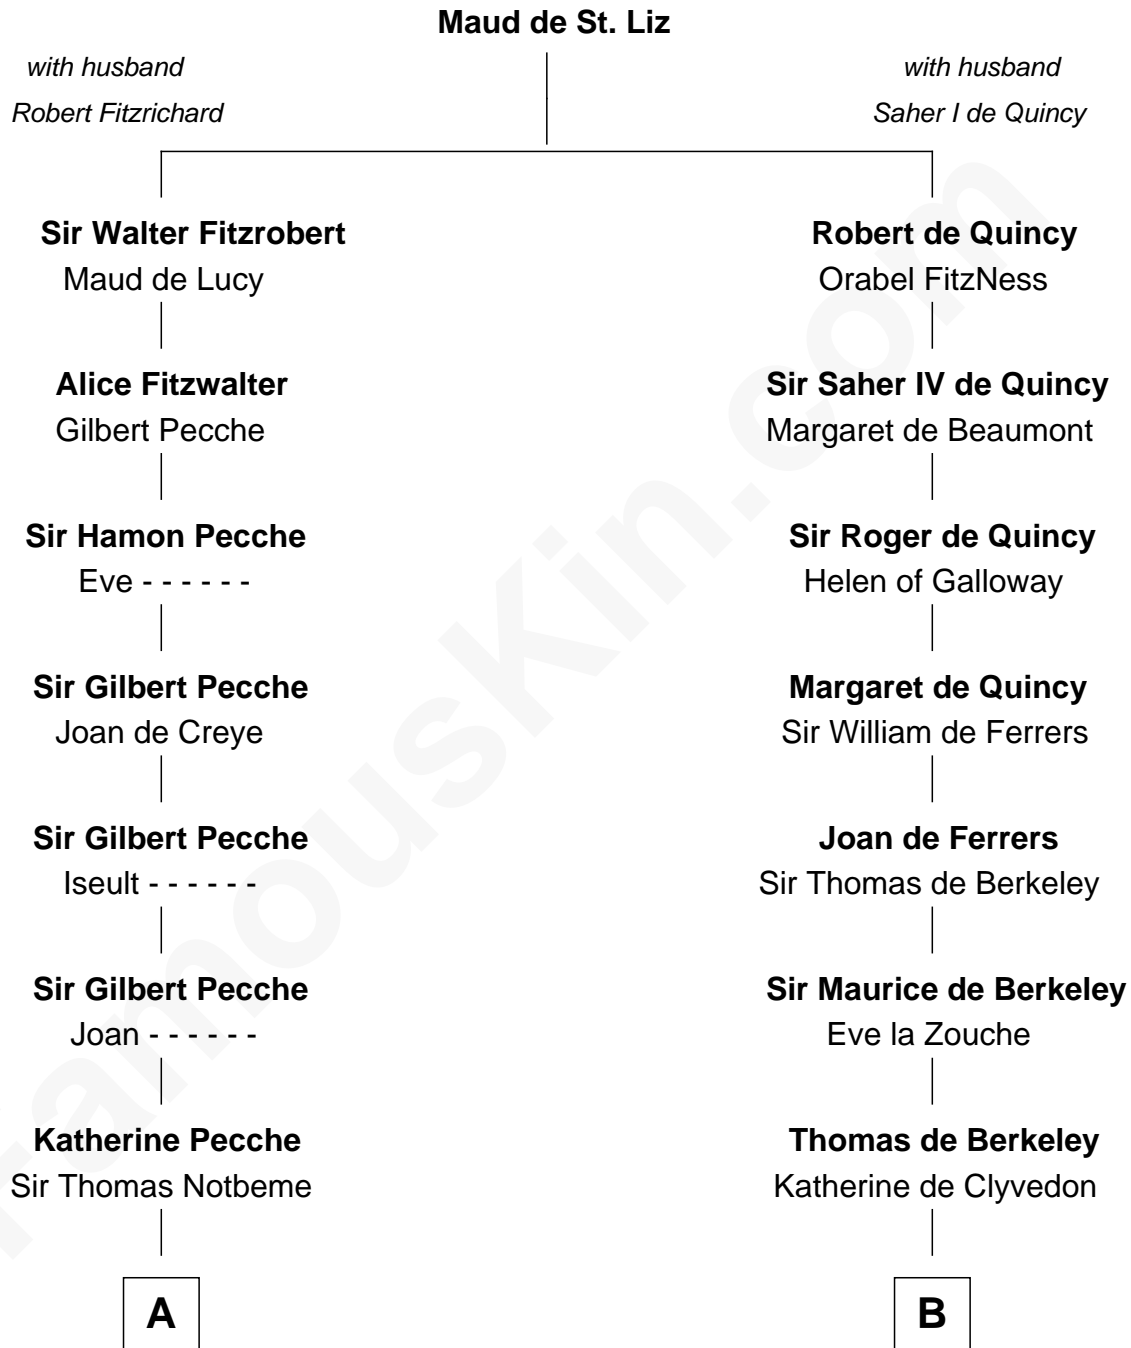 Maud de St. Liz
with husband
Robert Fitzrichard
with husband
Saher I de Quincy
Sir Walter Fitzrobert
Maud de Lucy
Alice Fitzwalter
Gilbert Pecche
Sir Hamon Pecche
Eve - - - - - -
Sir Gilbert Pecche
Joan de Creye
Sir Gilbert Pecche
Iseult - - - - - -
Sir Gilbert Pecche
Joan - - - - - -
Katherine Pecche
Sir Thomas Notbeme
A
Robert de Quincy
Orabel FitzNess
Sir Saher IV de Quincy
Margaret de Beaumont
Sir Roger de Quincy
Helen of Galloway
Margaret de Quincy
Sir William de Ferrers
Joan de Ferrers
Sir Thomas de Berkeley
Sir Maurice de Berkeley
Eve la Zouche
Thomas de Berkeley
Katherine de Clyvedon
B
FamousKin.com